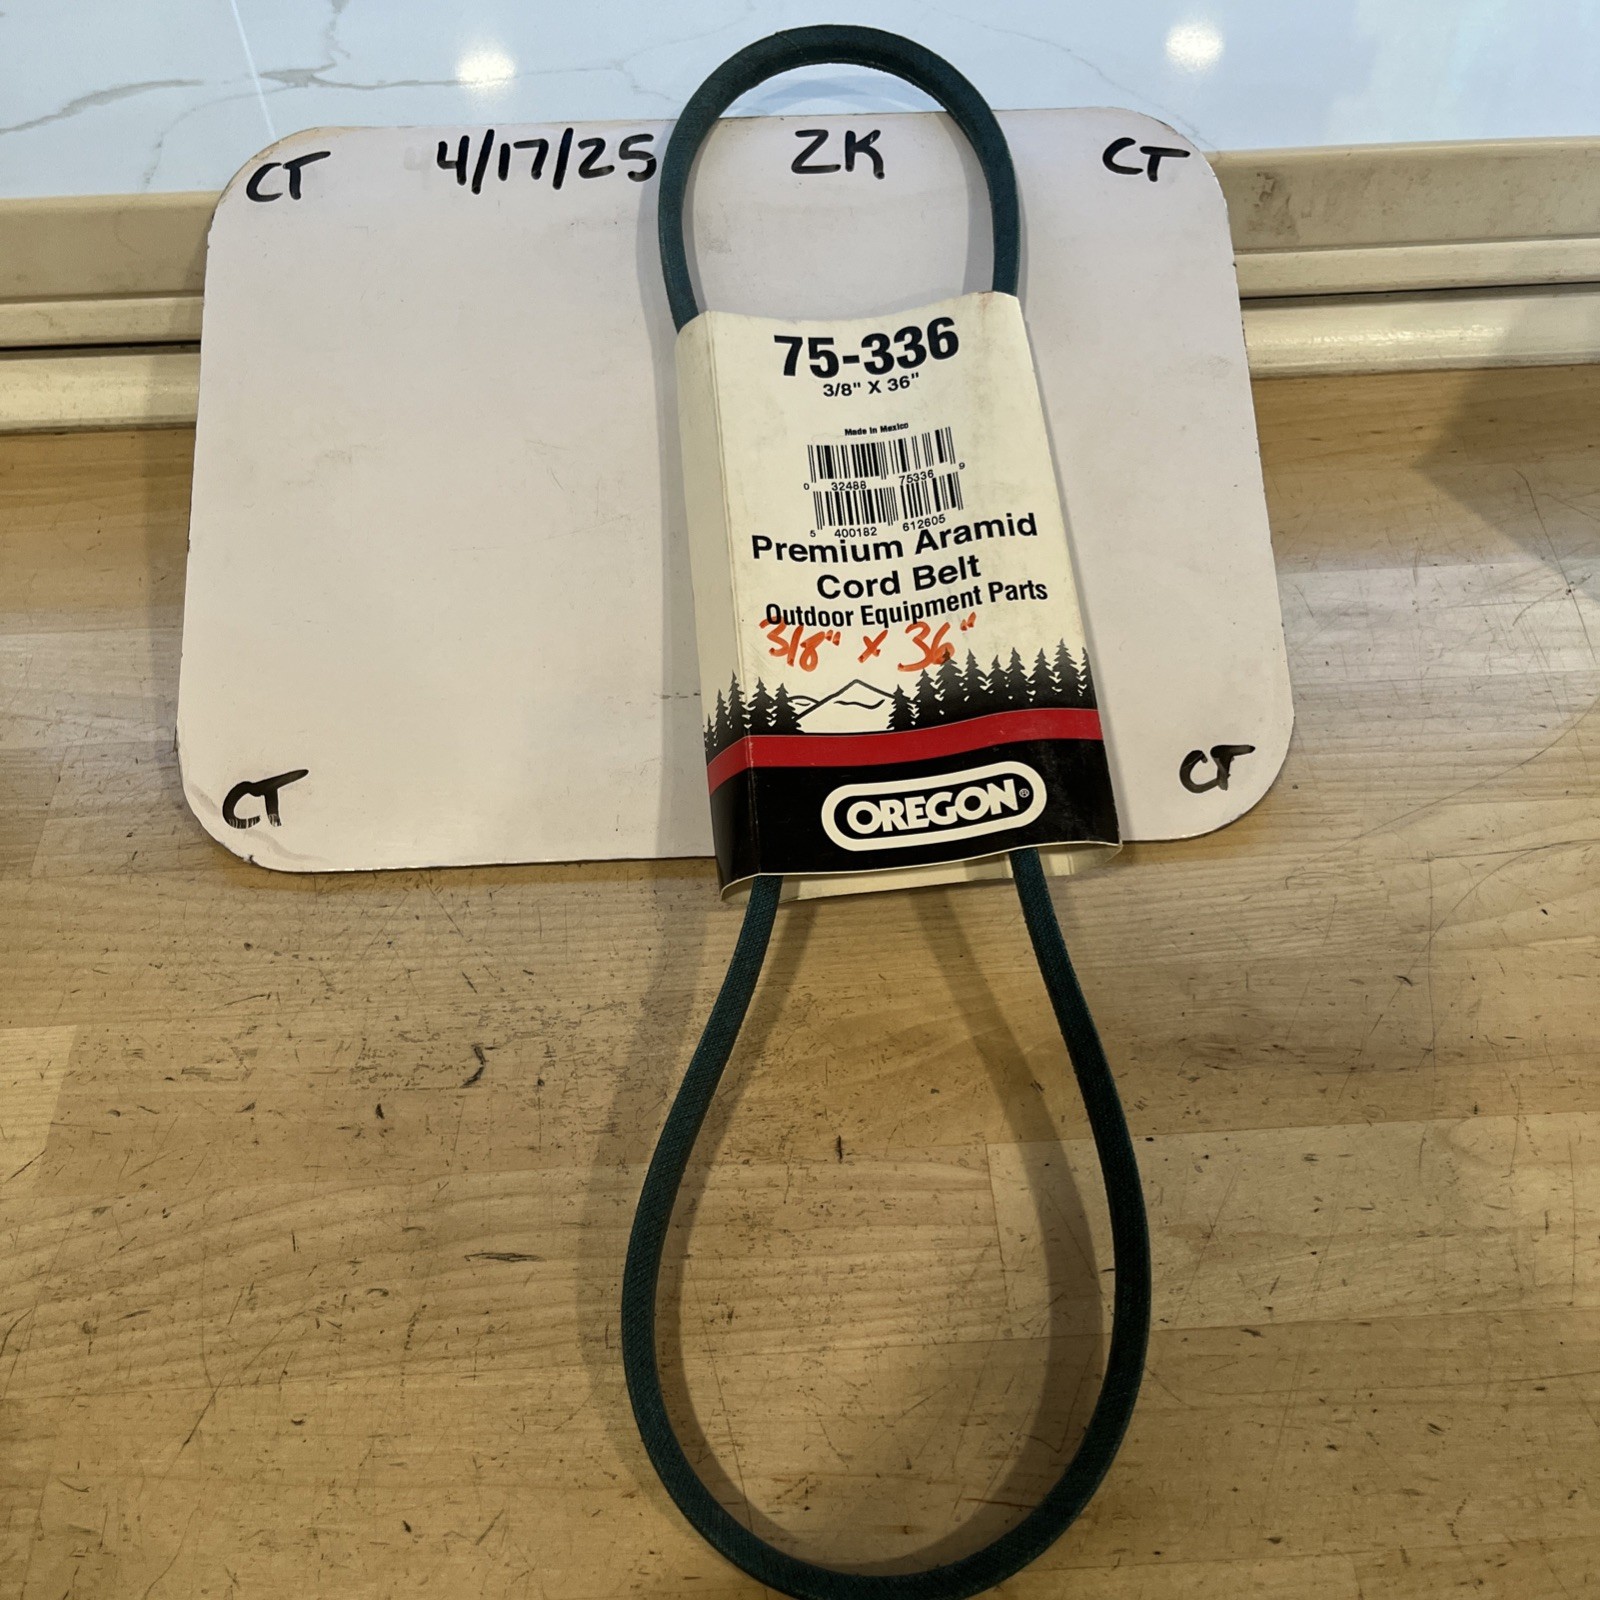 CT 4/17/25 ZK CT
75-336
3/8" X 36"
Made in Mexico
0 32488 75336 9
5 400182 612605
Premium Aramid
Cord Belt
Outdoor Equipment Parts
3/8" x 36"
OREGON®
CT CT